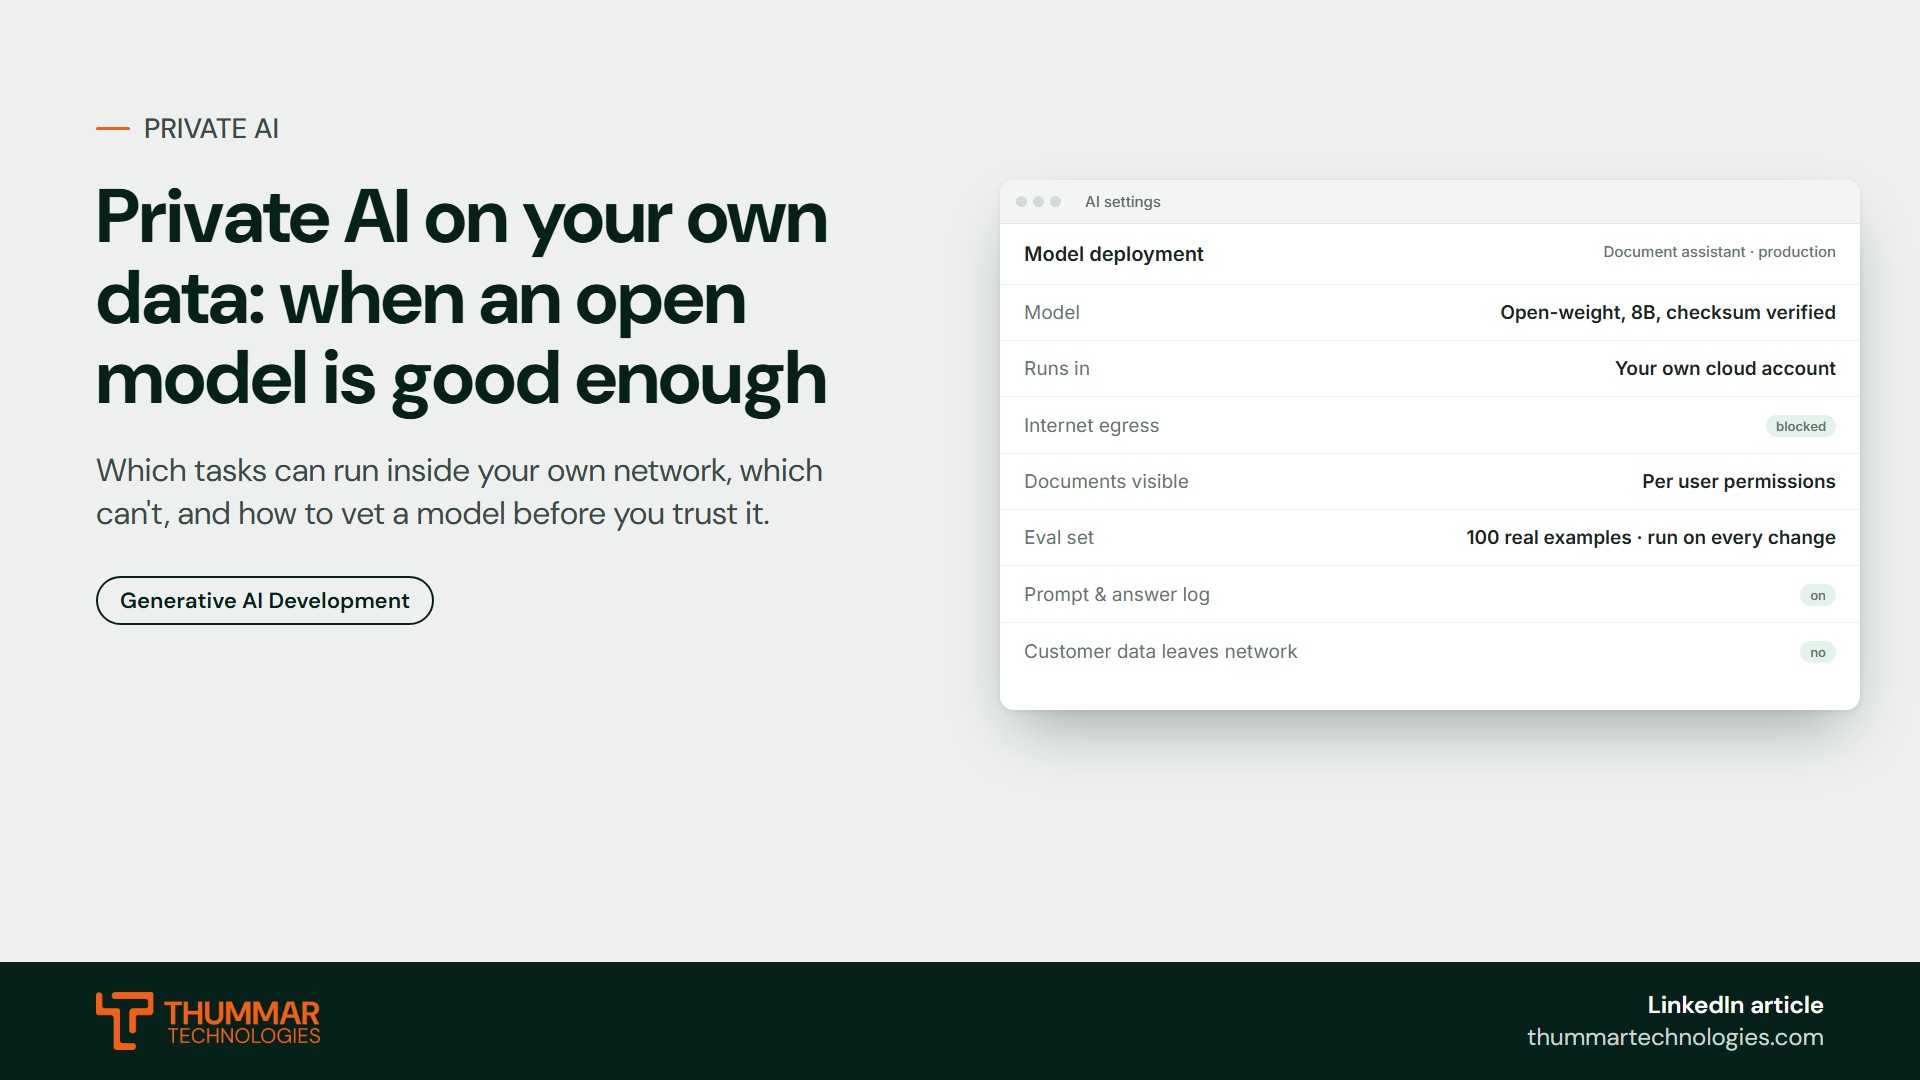 PRIVATE AI
Private AI on your own
data: when an open
model is good enough
Which tasks can run inside your own network, which
can't, and how to vet a model before you trust it.
Generative AI Development
AI settings
Model deployment
Document assistant · production
Model
Open-weight, 8B, checksum verified
Runs in
Your own cloud account
Internet egress
blocked
Documents visible
Per user permissions
Eval set
100 real examples · run on every change
Prompt & answer log
on
Customer data leaves network
no
THUMMAR
TECHNOLOGIES
LinkedIn article
thummartechnologies.com